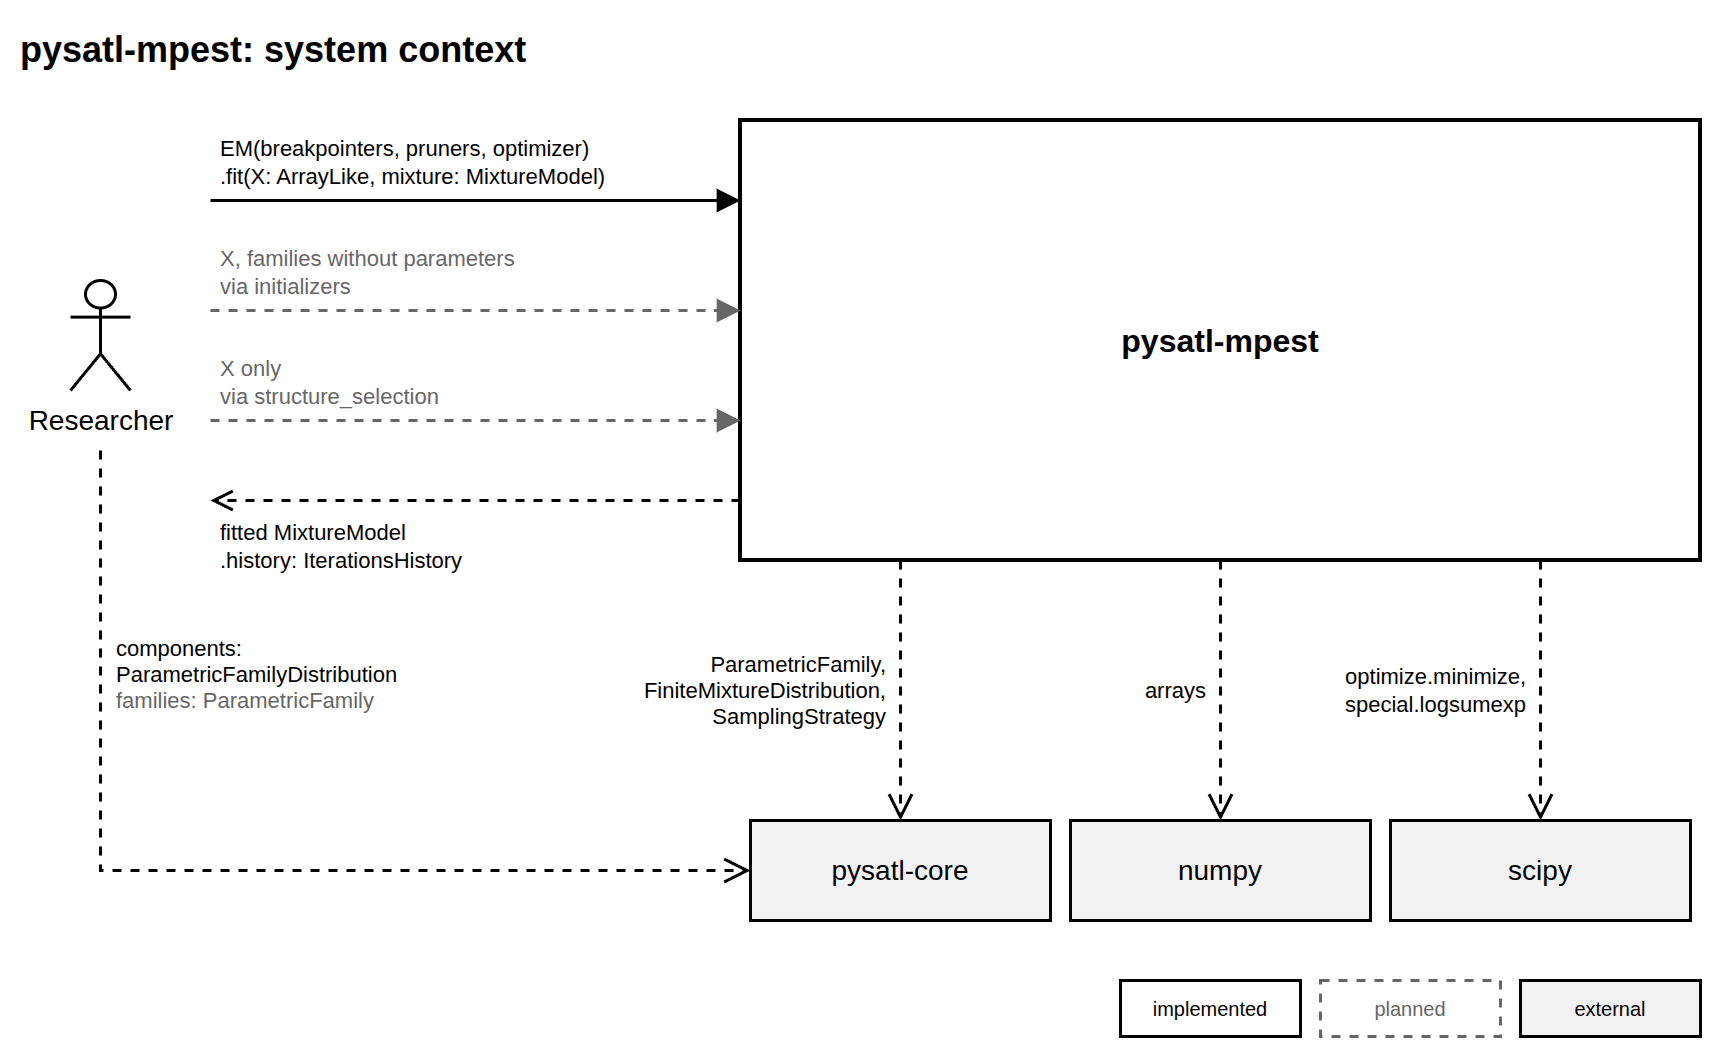 pysatl-mpest: system context
EM(breakpointers, pruners, optimizer)
.fit(X: ArrayLike, mixture: MixtureModel)
X, families without parameters
via initializers
X only
via structure_selection
Researcher
pysatl-mpest
fitted MixtureModel
.history: IterationsHistory
components:
ParametricFamilyDistribution
families: ParametricFamily
ParametricFamily,
FiniteMixtureDistribution,
SamplingStrategy
arrays
optimize.minimize,
special.logsumexp
pysatl-core
numpy
scipy
implemented
planned
external